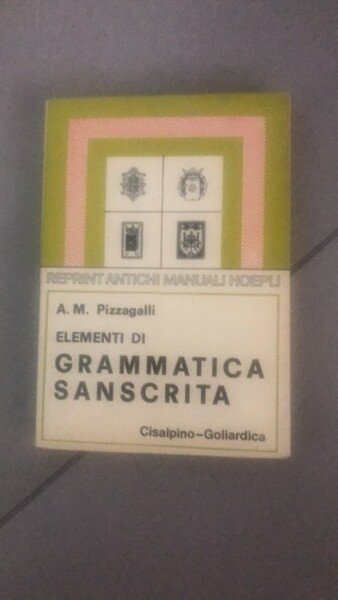 REPRINT ANTICHI MANUALI HOEPLI
A. M. Pizzagalli
ELEMENTI DI
GRAMMATICA
SANSCRITA
Cisalpino-Goliardica